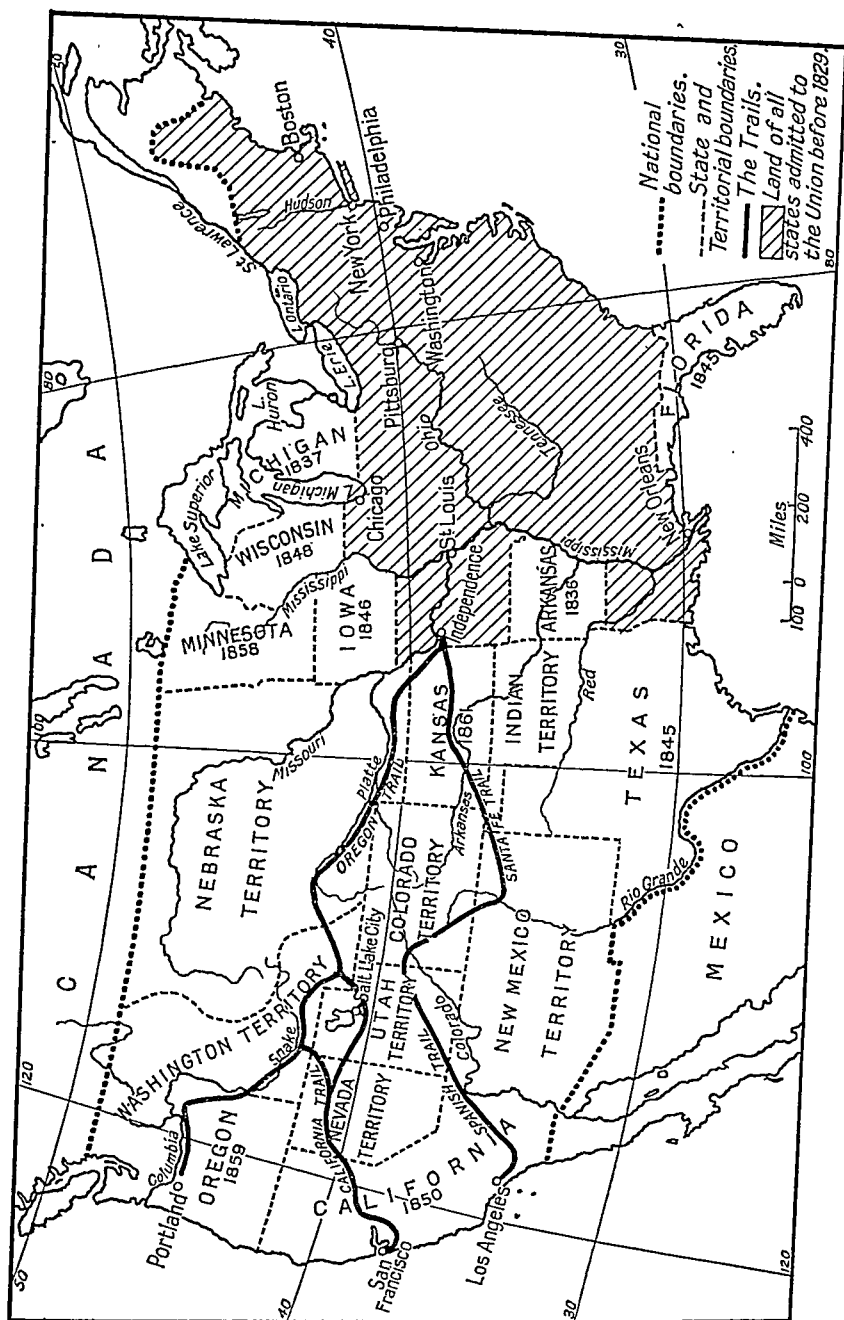 50
120
40
30
120
100
100
80
80
50
40
30
C A N A D A
MEXICO
Columbia
Portland
OREGON
1859
WASHINGTON TERRITORY
Snake
CALIFORNIA TRAIL
NEVADA
TERRITORY
CALIFORNIA
1850
San
Francisco
Los Angeles
SPANISH TRAIL
Colorado
Salt Lake City
UTAH
TERRITORY
COLORADO
TERRITORY
NEW MEXICO
TERRITORY
NEBRASKA
TERRITORY
Missouri
Platte
OREGON TRAIL
Arkansas
SANTA FE TRAIL
KANSAS
1861
INDIAN
TERRITORY
Red
TEXAS
1845
Rio Grande
MINNESOTA
1858
IOWA
1846
Independence
ARKANSAS
1836
Mississippi
WISCONSIN
1848
Mississippi
Lake Superior
MICHIGAN
1837
L. Michigan
L. Huron
Chicago
St Louis
Ohio
Tennessee
New Orleans
FLORIDA
1845
L. Erie
L. Ontario
St Lawrence
Pittsburg
Washington
Philadelphia
New York
Hudson
Boston
National
boundaries.
State and
Territorial boundaries.
The Trails.
Land of all
states admitted to
the Union before 1829.
Miles
100 0 200 400